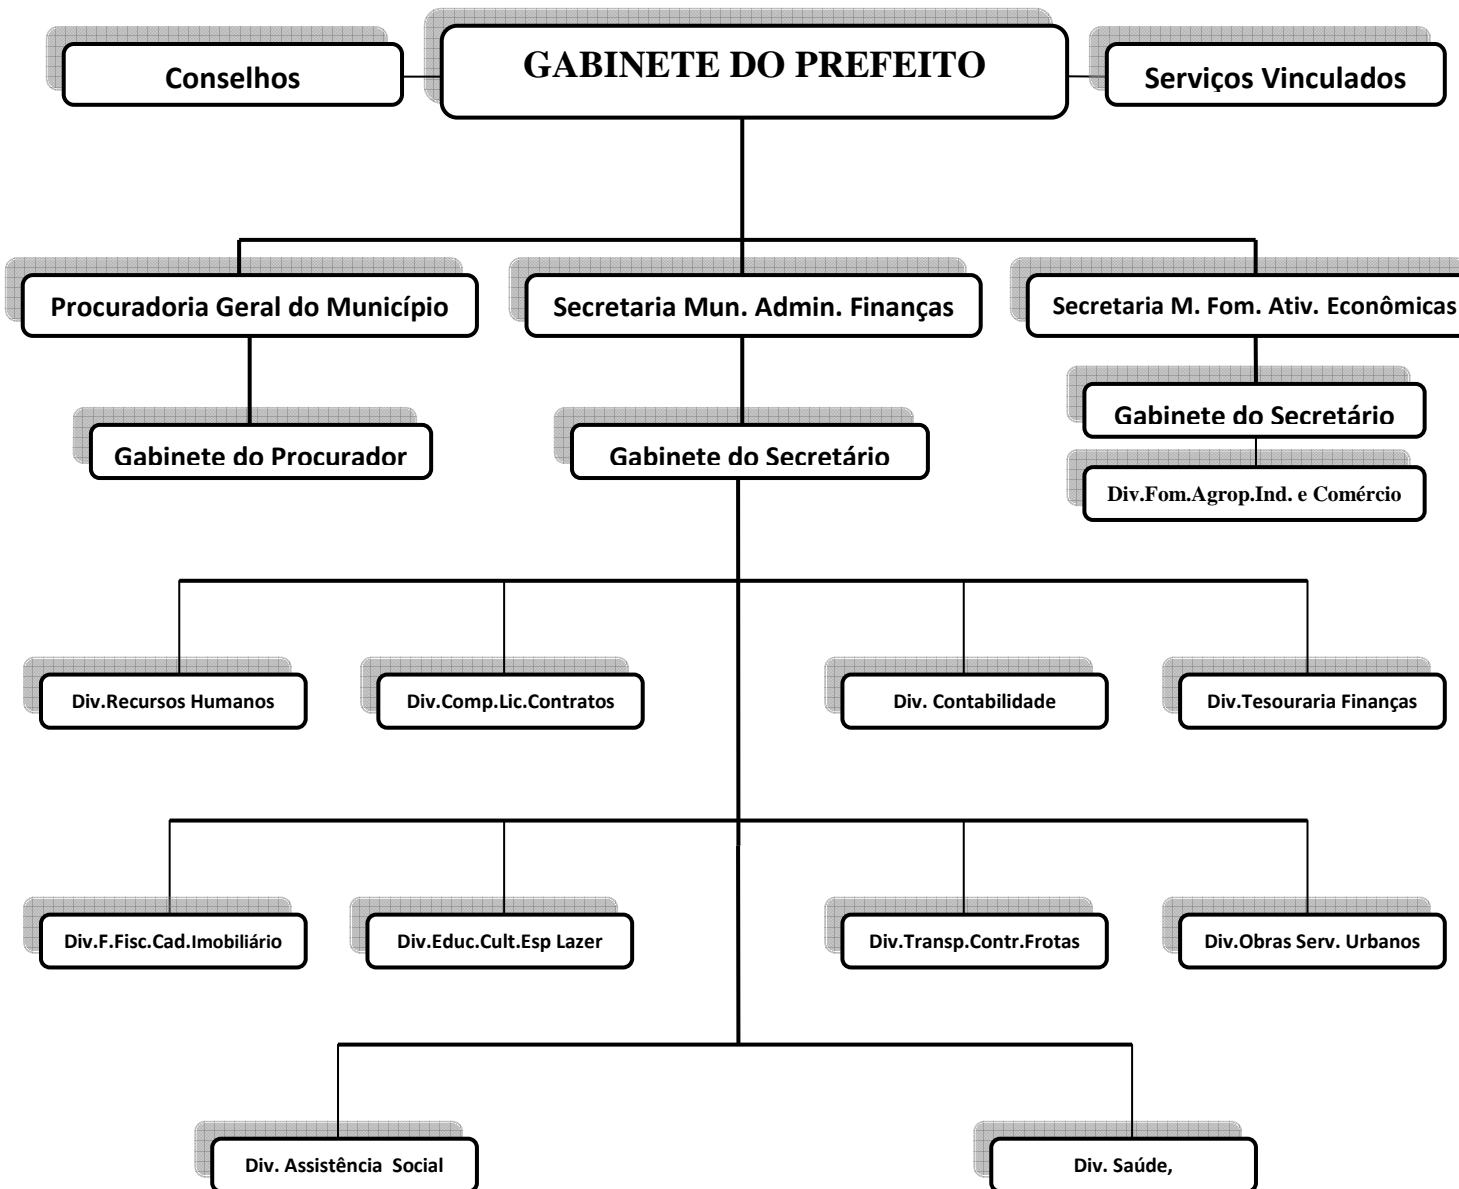 Conselhos
GABINETE DO PREFEITO
Serviços Vinculados
Procuradoria Geral do Município
Secretaria Mun. Admin. Finanças
Secretaria M. Fom. Ativ. Econômicas
Gabinete do Procurador
Gabinete do Secretário
Gabinete do Secretário
Div.Fom.Agrop.Ind. e Comércio
Div.Recursos Humanos
Div.Comp.Lic.Contratos
Div. Contabilidade
Div.Tesouraria Finanças
Div.F.Fisc.Cad.Imobiliário
Div.Educ.Cult.Esp Lazer
Div.Transp.Contr.Frotas
Div.Obras Serv. Urbanos
Div. Assistência Social
Div. Saúde,